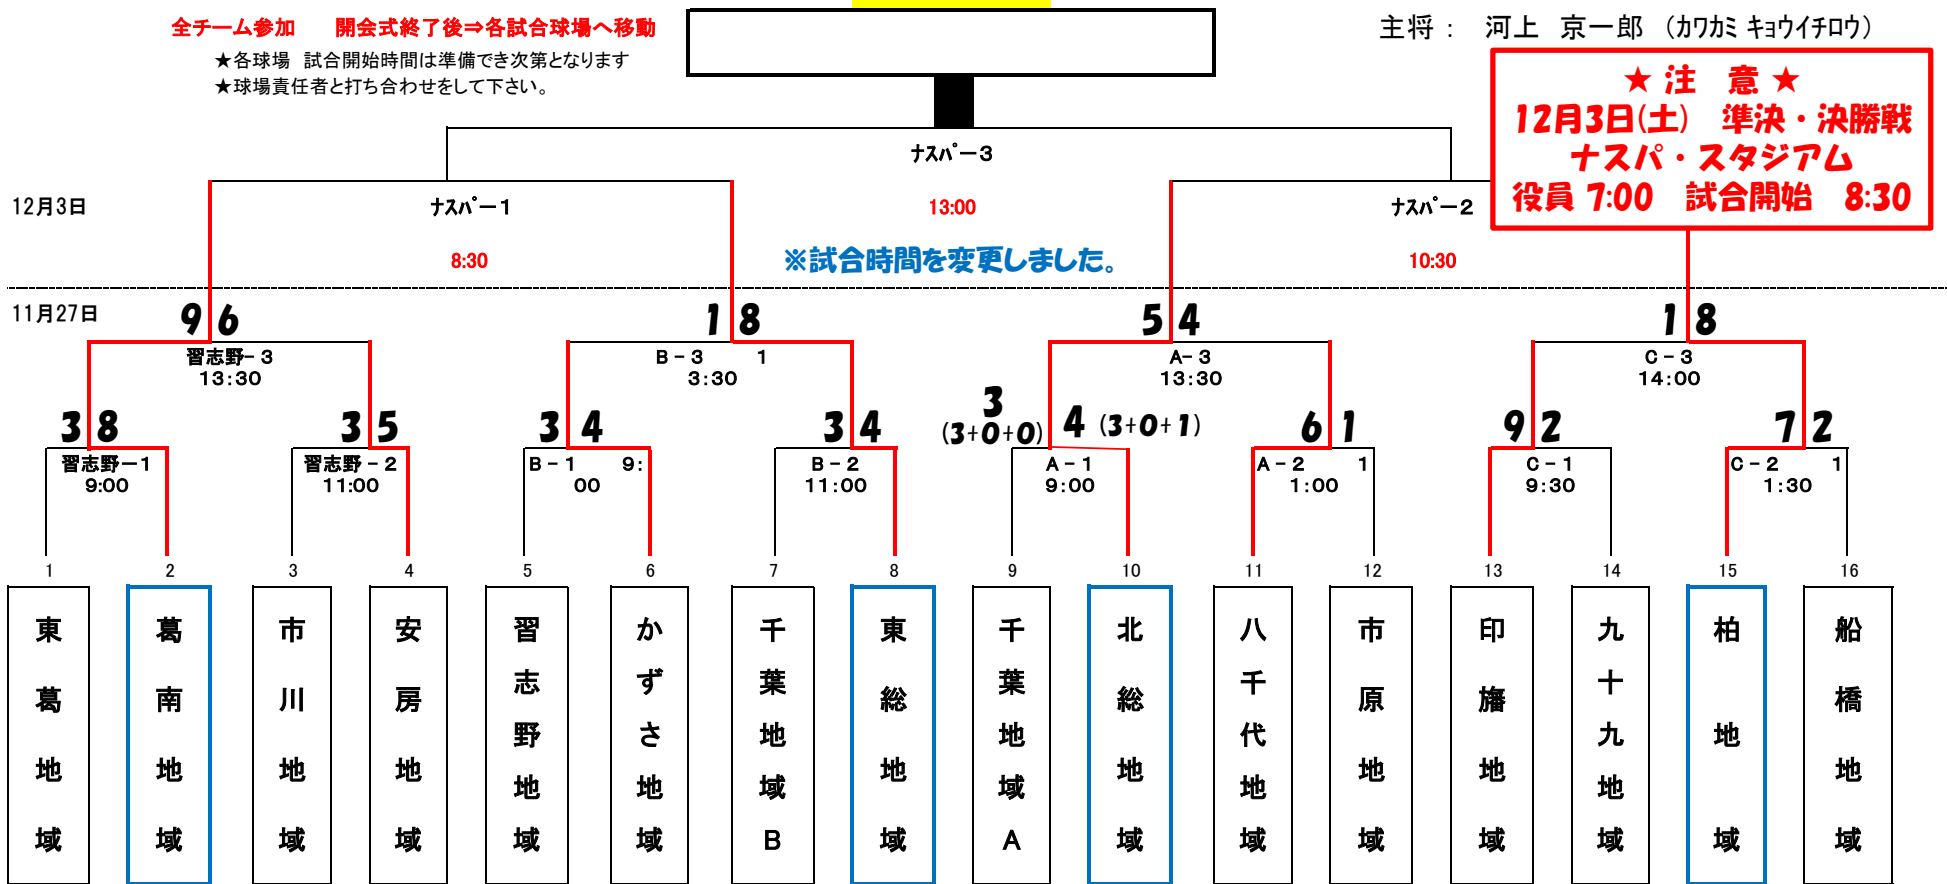 全チーム参加　開会式終了後⇒各試合球場へ移動
★各球場 試合開始時間は準備でき次第となります
★球場責任者と打ち合わせをして下さい。
主将： 河上 京一郎 （カワカミ キョウイチロウ）
★ 注 意 ★
12月3日(土) 準決・決勝戦
ナスパ・スタジアム
役員 7:00 試合開始 8:30
ナスパー3
12月3日 ナスパー1 13:00 ナスパー2
8:30 ※試合時間を変更しました。 10:30
11月27日 9 6 1 8 5 4 1 8
習志野-3 B-3 1 A-3 C-3
13:30 3:30 13:30 14:00
3 8 3 5 3 4 3 4 3 (3+0+0) 4 (3+0+1) 6 1 9 2 7 2
習志野-1 習志野-2 B-1 9: B-2 A-1 A-2 1 C-1 C-2 1
9:00 11:00 00 11:00 9:00 1:00 9:30 1:30
1 2 3 4 5 6 7 8 9 10 11 12 13 14 15 16
東葛地域
葛南地域
市川地域
安房地域
習志野地域
かずさ地域
千葉地域B
東総地域
千葉地域A
北総地域
八千代地域
市原地域
印旛地域
九十九地域
柏地域
船橋地域